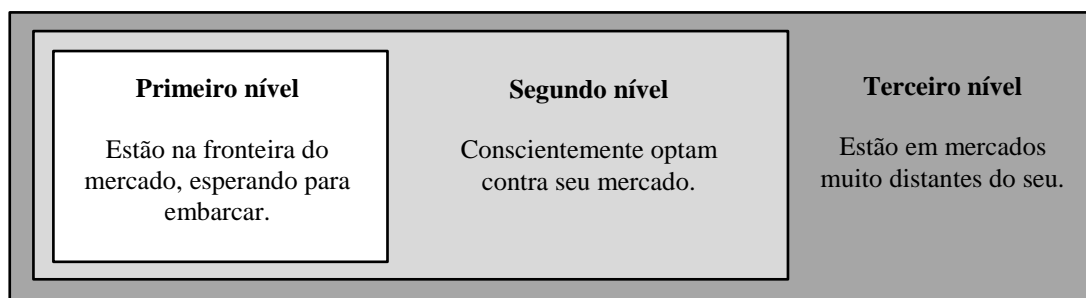 Primeiro nível
Estão na fronteira do
mercado, esperando para
embarcar.
Segundo nível
Conscientemente optam
contra seu mercado.
Terceiro nível
Estão em mercados
muito distantes do seu.